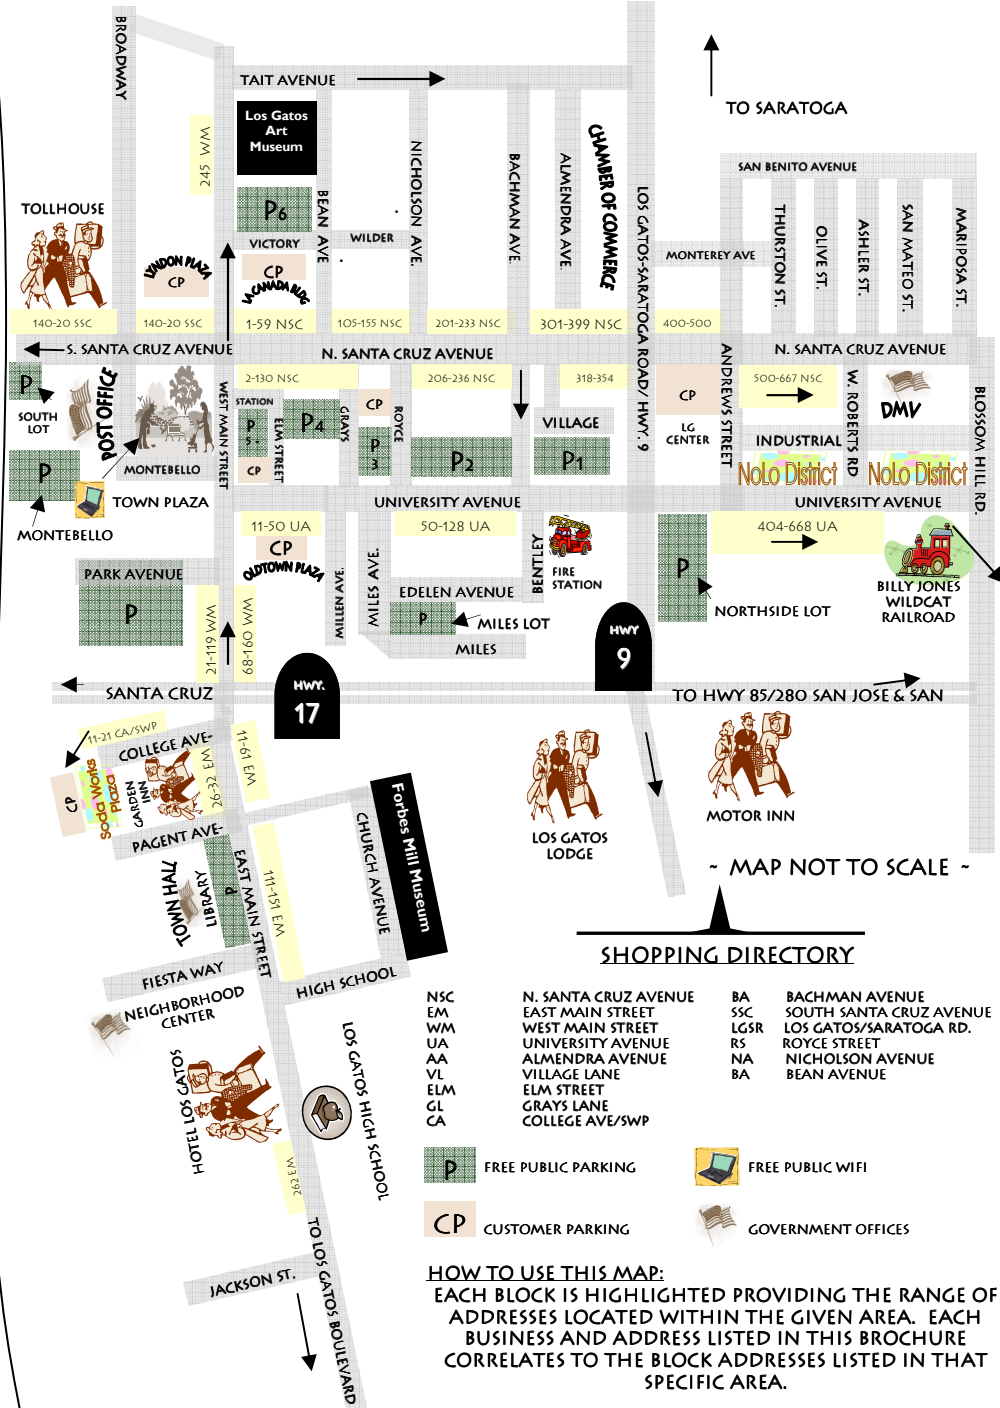 BROADWAY
TAIT AVENUE
TO SARATOGA
Los Gatos
Art
Museum
245 WM
P6
BEAN AVE
NICHOLSON AVE.
BACHMAN AVE.
ALMENDRA AVE.
CHAMBER OF COMMERCE
LOS GATOS-SARATOGA ROAD/ HWY. 9
SAN BENITO AVENUE
THURSTON ST.
OLIVE ST.
ASHLER ST.
SAN MATEO ST.
MARIPOSA ST.
MONTEREY AVE
TOLLHOUSE
LYNDON PLAZA
CP
VICTORY
WILDER
CP
LA CANADA BLDG
140-20 SSC
140-20 SSC
1-59 NSC
105-155 NSC
201-233 NSC
301-399 NSC
400-500
S. SANTA CRUZ AVENUE
N. SANTA CRUZ AVENUE
N. SANTA CRUZ AVENUE
P
SOUTH
LOT
POST OFFICE
WEST MAIN STREET
2-130 NSC
206-236 NSC
318-354
500-667 NSC
STATION
P
5
CP
ELM STREET
P4
GRAYS
CP
P
3
ROYCE
P2
VILLAGE
P1
CP
LG
CENTER
ANDREWS STREET
W. ROBERTS RD
DMV
INDUSTRIAL
NoLo District
NoLo District
BLOSSOM HILL RD.
P
MONTEBELLO
MONTEBELLO
TOWN PLAZA
UNIVERSITY AVENUE
UNIVERSITY AVENUE
11-50 UA
50-128 UA
404-668 UA
CP
OLDTOWN PLAZA
PARK AVENUE
P
MILLEN AVE.
MILES AVE.
EDELEN AVENUE
BENTLEY
FIRE
STATION
P
MILES LOT
MILES
P
NORTHSIDE LOT
BILLY JONES
WILDCAT
RAILROAD
21-119 WM
68-160 WM
HWY
9
HWY.
17
SANTA CRUZ
TO HWY 85/280 SAN JOSE & SAN
11-21 CA/SWP
COLLEGE AVE-
CP
Soda Works
Plaza
GARDEN
INN
26-52 EM
11-61 EM
PAGENT AVE-
TOWN HALL
LIBRARY
P
EAST MAIN STREET
111-151 EM
CHURCH AVENUE
Forbes Mill Museum
LOS GATOS
LODGE
MOTOR INN
~ MAP NOT TO SCALE ~
FIESTA WAY
HIGH SCHOOL
NEIGHBORHOOD
CENTER
HOTEL LOS GATOS
LOS GATOS HIGH SCHOOL
262 EM
TO LOS GATOS BOULEVARD
JACKSON ST.
SHOPPING DIRECTORY
NSC N. SANTA CRUZ AVENUE
EM EAST MAIN STREET
WM WEST MAIN STREET
UA UNIVERSITY AVENUE
AA ALMENDRA AVENUE
VL VILLAGE LANE
ELM ELM STREET
GL GRAYS LANE
CA COLLEGE AVE/SWP
BA BACHMAN AVENUE
SSC SOUTH SANTA CRUZ AVENUE
LGSR LOS GATOS/SARATOGA RD.
RS ROYCE STREET
NA NICHOLSON AVENUE
BA BEAN AVENUE
P FREE PUBLIC PARKING
FREE PUBLIC WIFI
CP CUSTOMER PARKING
GOVERNMENT OFFICES
HOW TO USE THIS MAP:
EACH BLOCK IS HIGHLIGHTED PROVIDING THE RANGE OF
ADDRESSES LOCATED WITHIN THE GIVEN AREA. EACH
BUSINESS AND ADDRESS LISTED IN THIS BROCHURE
CORRELATES TO THE BLOCK ADDRESSES LISTED IN THAT
SPECIFIC AREA.